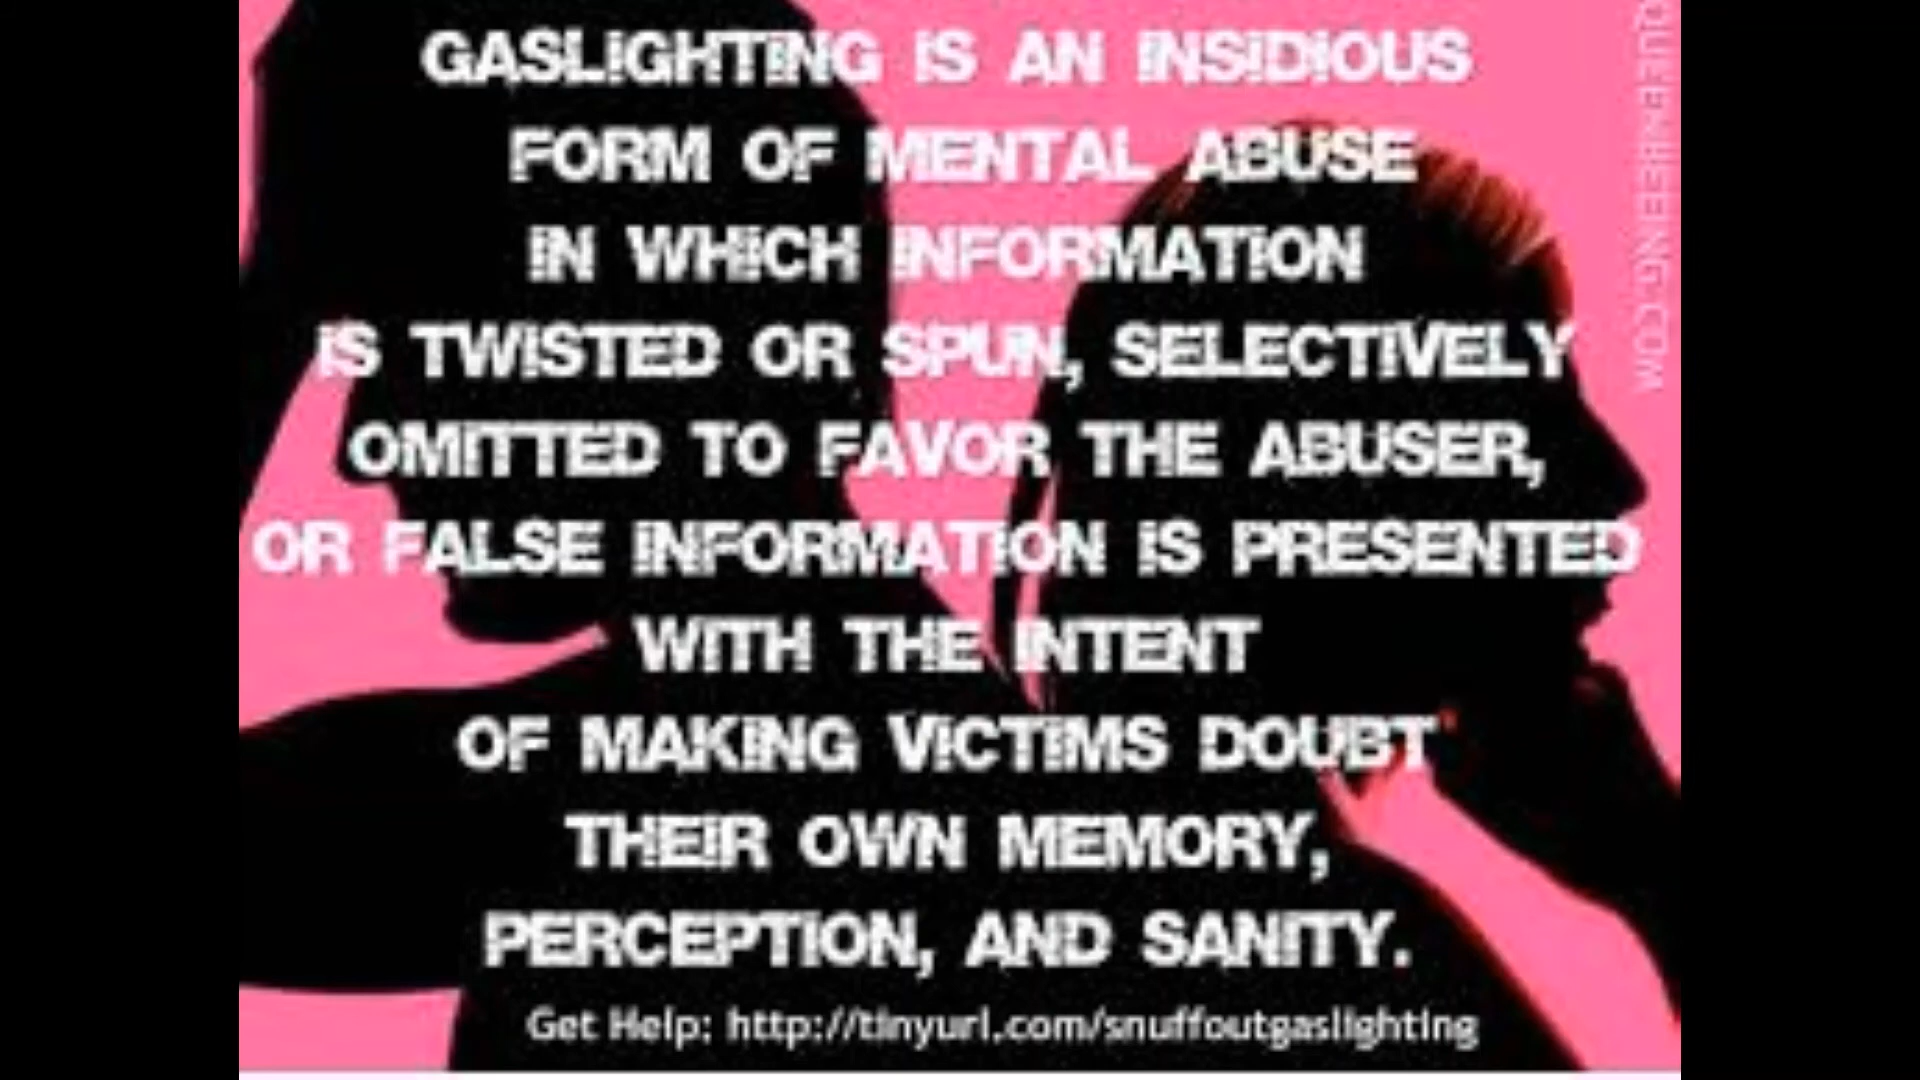 GASLIGHTING IS AN INSIDIOUS
FORM OF MENTAL ABUSE
IN WHICH INFORMATION
IS TWISTED OR SPUN, SELECTIVELY
OMITTED TO FAVOR THE ABUSER,
OR FALSE INFORMATION IS PRESENTED
WITH THE INTENT
OF MAKING VICTIMS DOUBT
THEIR OWN MEMORY,
PERCEPTION, AND SANITY.
Get Help: http://tinyurl.com/snuffoutgaslighting
QUEENBEEING.COM